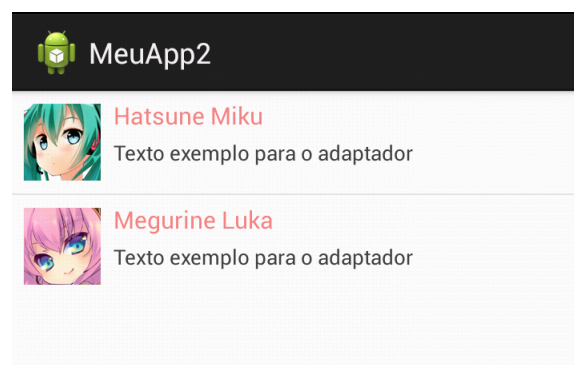 MeuApp2
Hatsune Miku
Texto exemplo para o adaptador
Megurine Luka
Texto exemplo para o adaptador